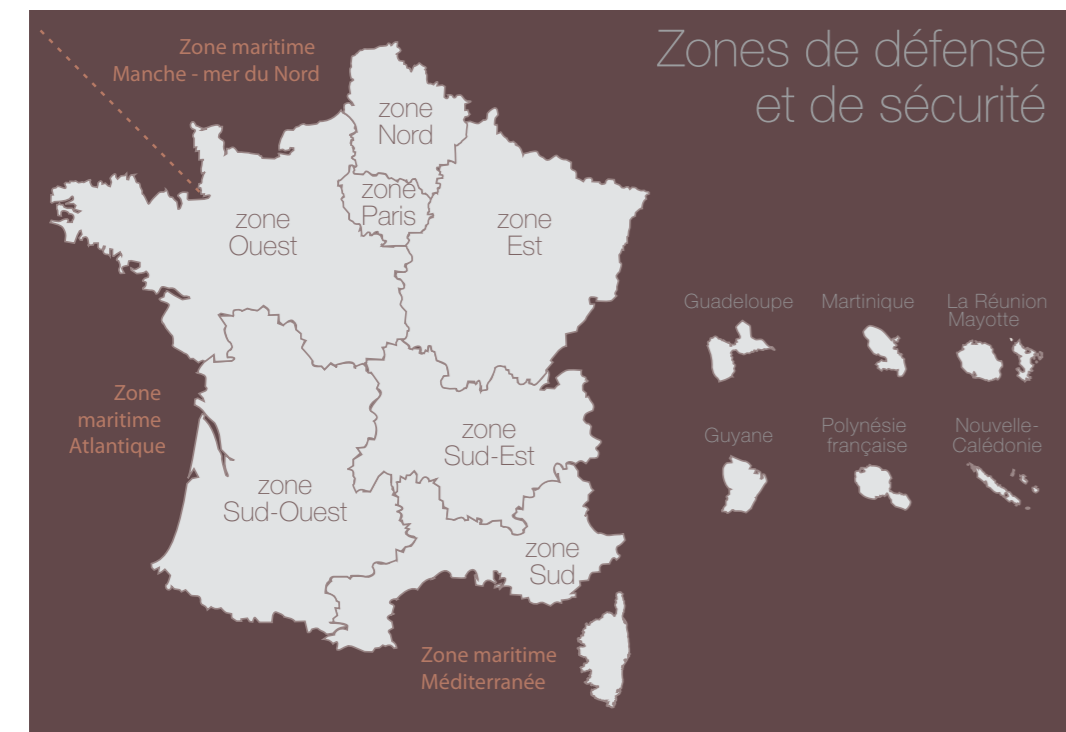 Zones de défense
et de sécurité
Zone maritime
Manche - mer du Nord
zone
Nord
zone
Paris
zone
Ouest
zone
Est
Guadeloupe
Martinique
La Réunion
Mayotte
Zone
maritime
Atlantique
zone
Sud-Est
Guyane
Polynésie
française
Nouvelle-
Calédonie
zone
Sud-Ouest
zone
Sud
Zone maritime
Méditerranée